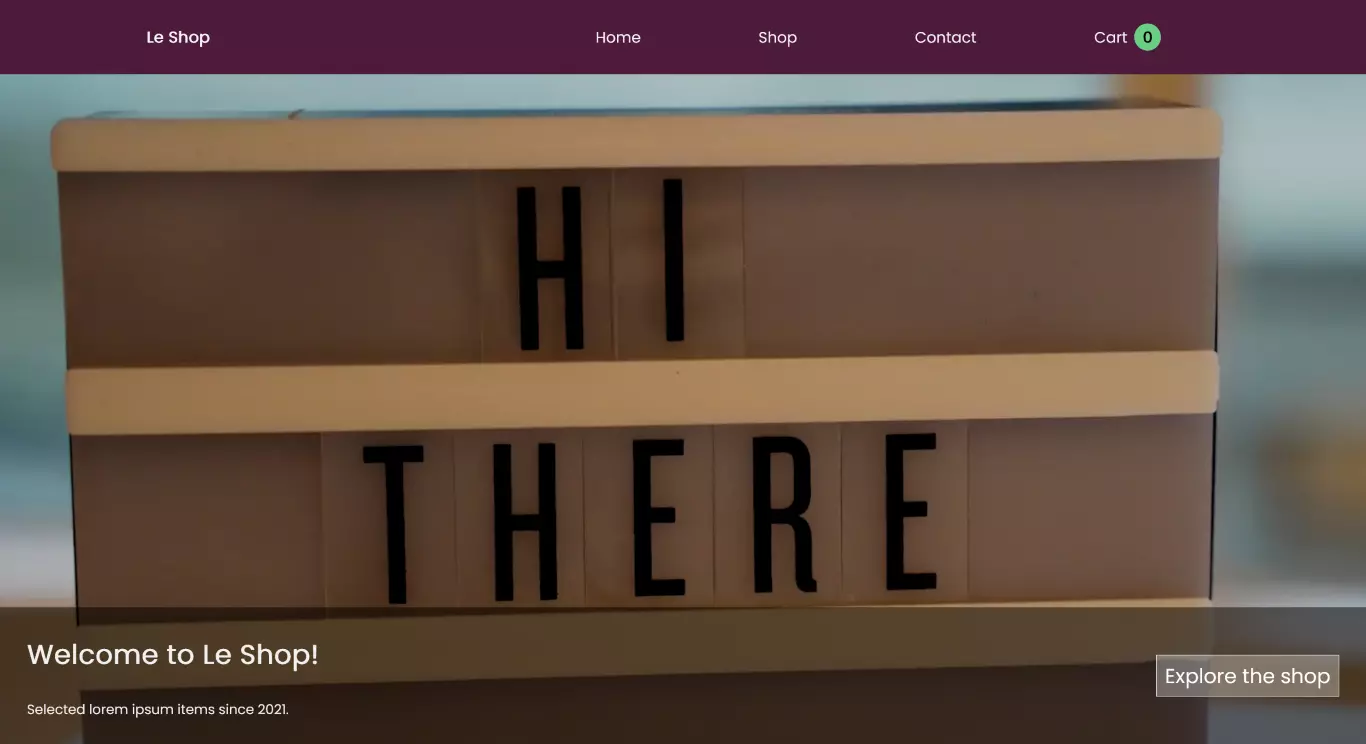 Le Shop
Home
Shop
Contact
Cart 0
HI
THERE
Welcome to Le Shop!
Explore the shop
Selected lorem ipsum items since 2021.